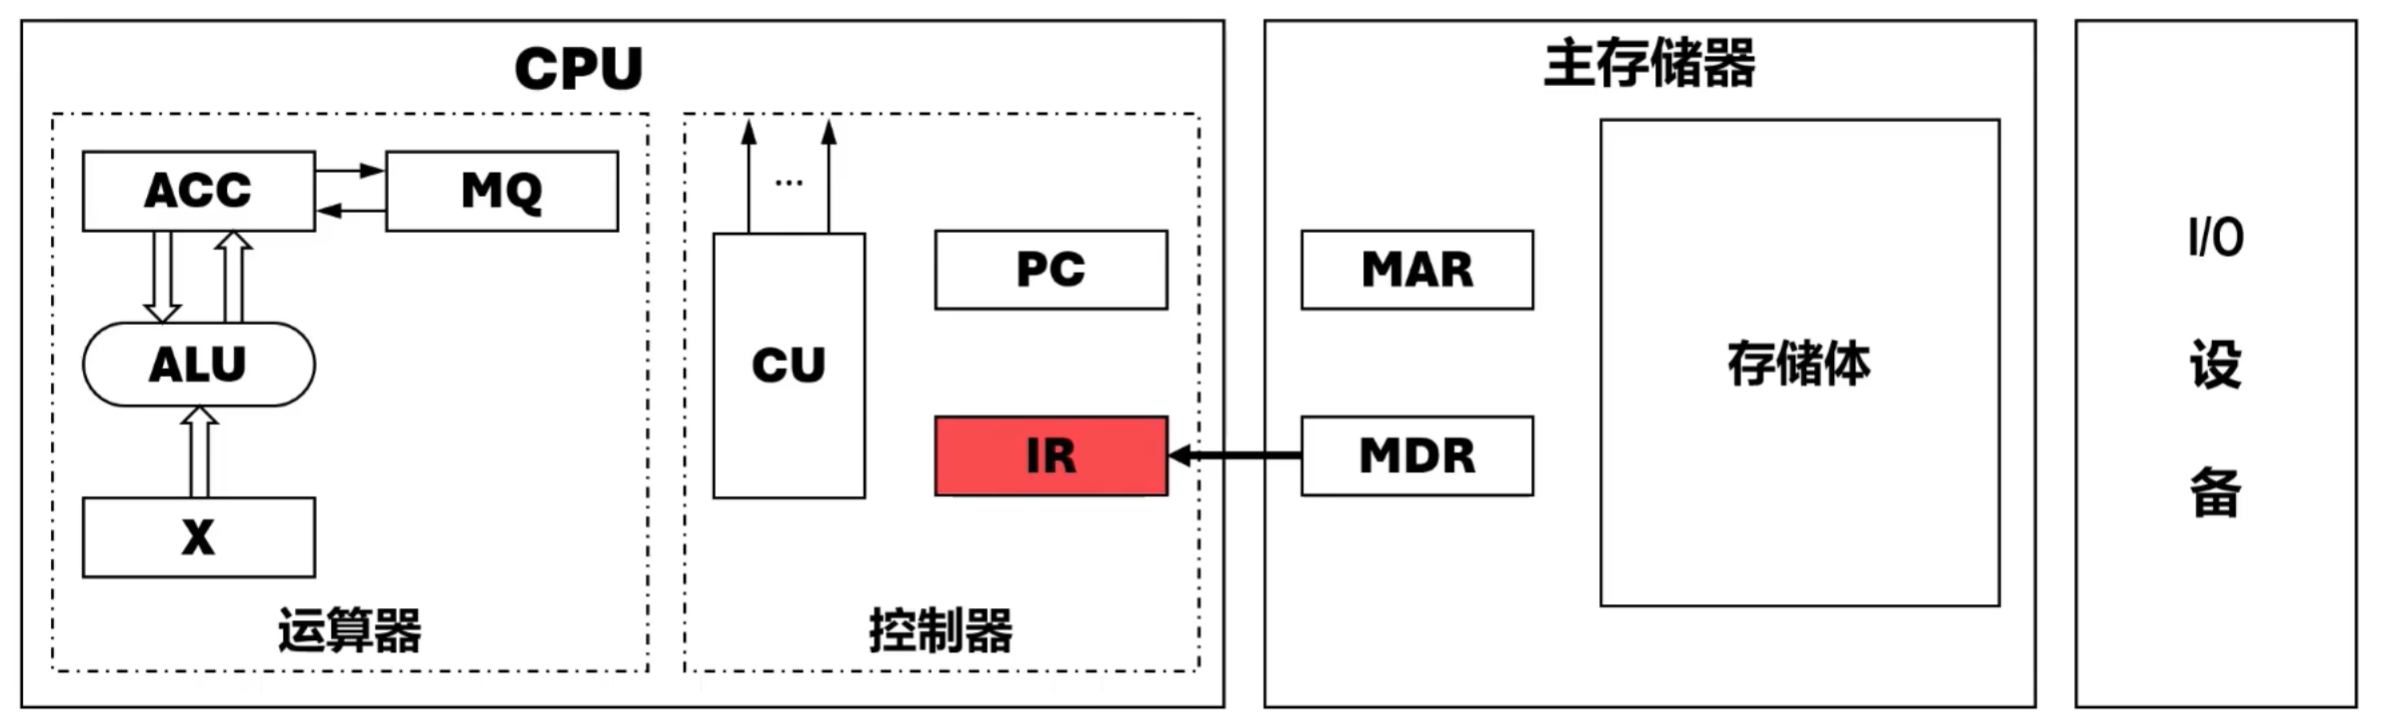 CPU
ACC
MQ
ALU
X
运算器
...
CU
PC
IR
控制器
主存储器
MAR
MDR
存储体
I/O
设
备